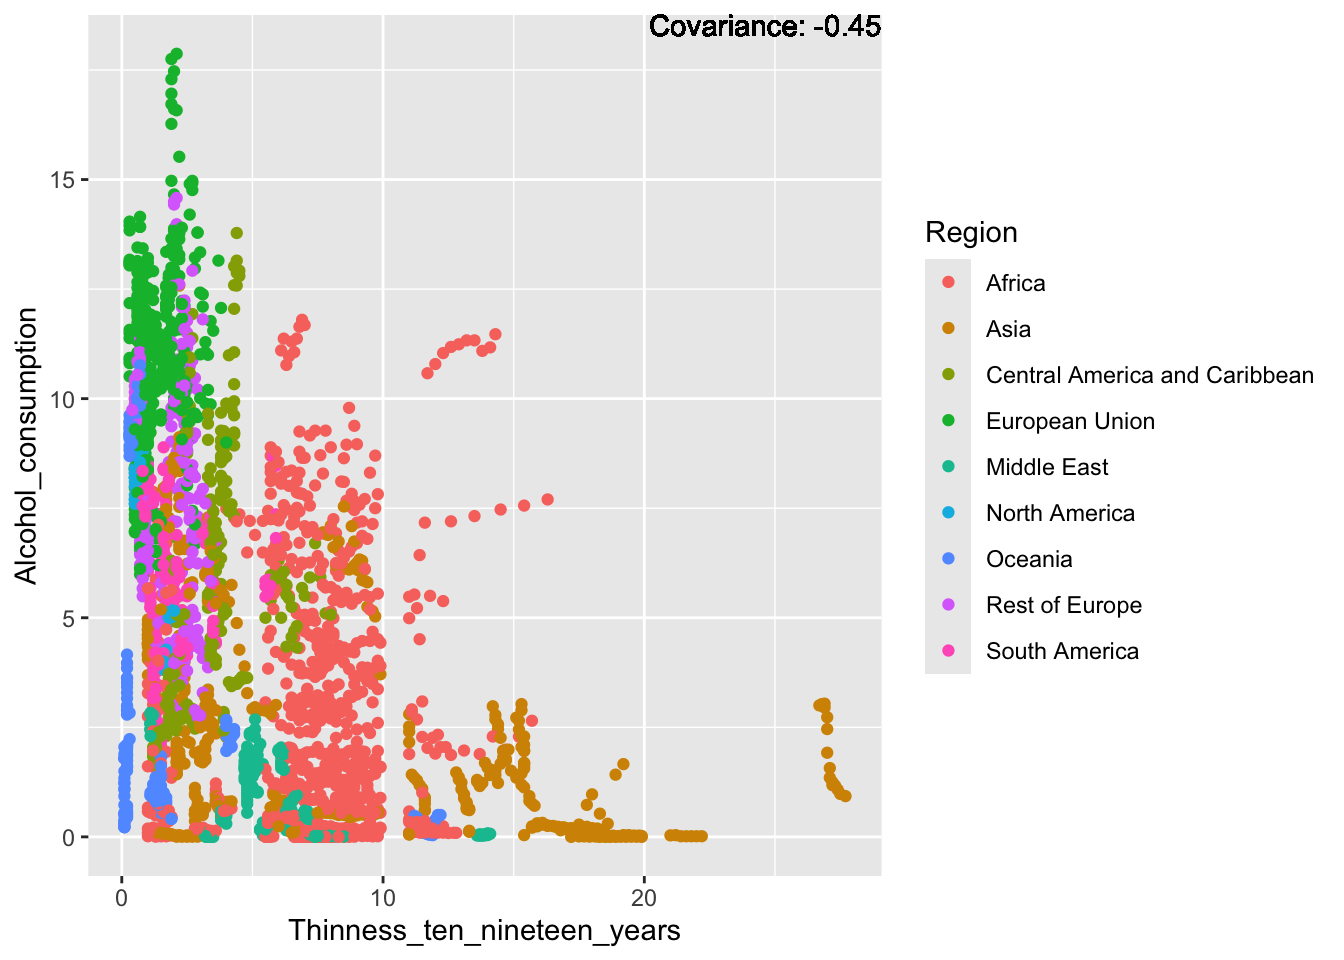 Covariance: -0.45
15
10
5
0
0
10
20
Alcohol_consumption
Thinness_ten_nineteen_years
Region
Africa
Asia
Central America and Caribbean
European Union
Middle East
North America
Oceania
Rest of Europe
South America